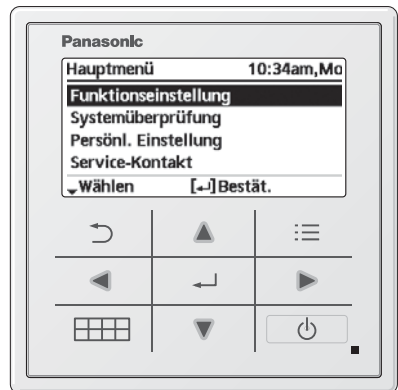 Panasonic
Hauptmenü 10:34am,Mo
Funktionseinstellung
Systemüberprüfung
Persönl. Einstellung
Service-Kontakt
Wählen [↵]Bestät.